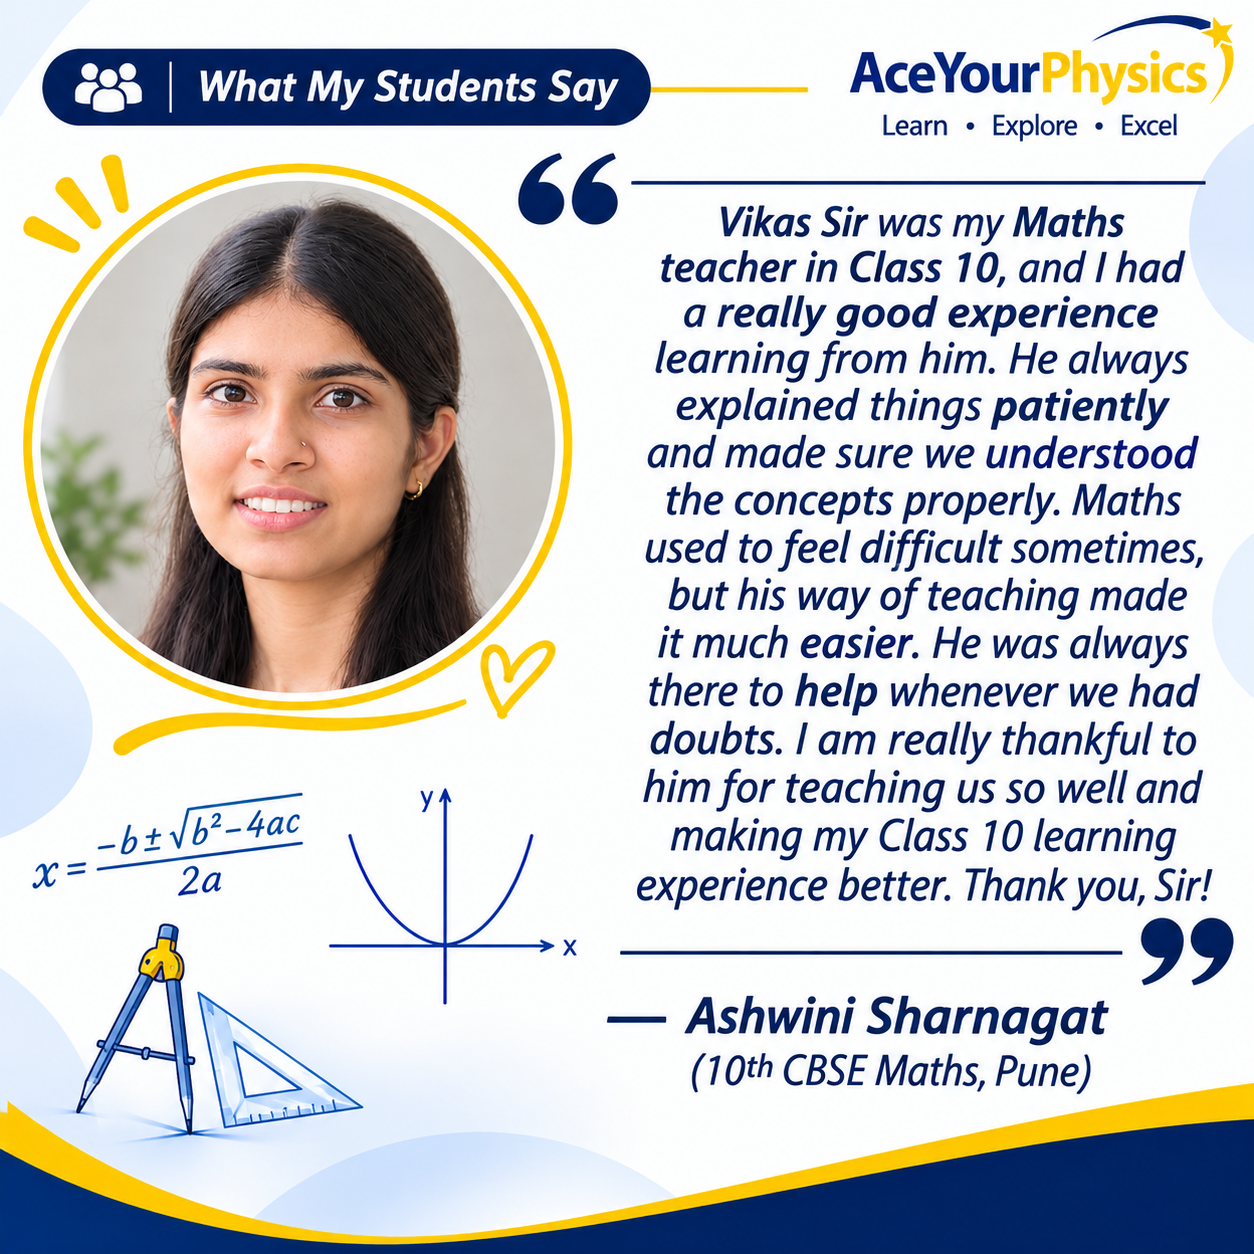 What My Students Say
AceYourPhysics
Learn • Explore • Excel
“
Vikas Sir was my Maths
teacher in Class 10, and I had
a really good experience
learning from him. He always
explained things patiently
and made sure we understood
the concepts properly. Maths
used to feel difficult sometimes,
but his way of teaching made
it much easier. He was always
there to help whenever we had
doubts. I am really thankful to
him for teaching us so well and
making my Class 10 learning
experience better. Thank you, Sir!
”
— Ashwini Sharnagat
(10th CBSE Maths, Pune)
x = (-b ± √(b² - 4ac)) / 2a
y
x